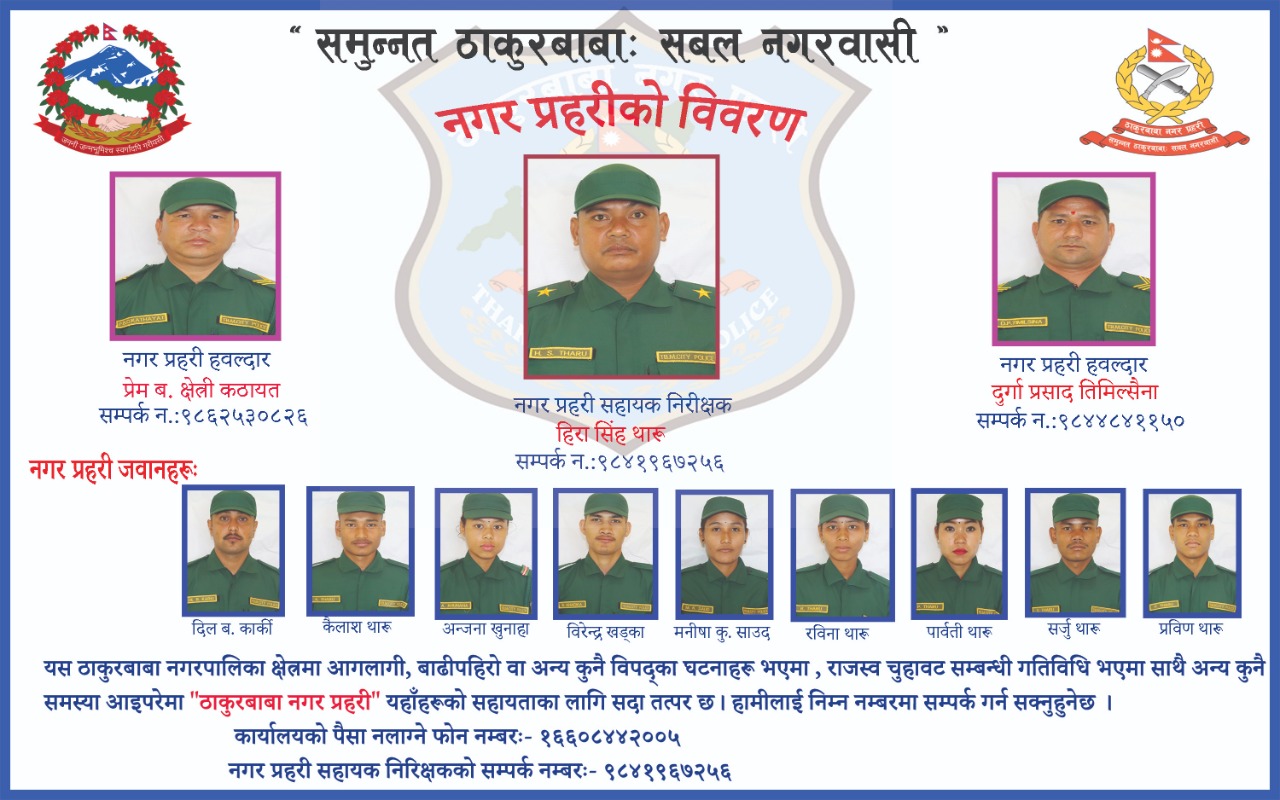 “ समुन्नत ठाकुरबाबाः सबल नगरवासी ”
नगर प्रहरीको विवरण
जननी जन्मभूमिश्च स्वर्गादपि गरीयसी
ठाकुरबाबा नगर प्रहरी
समुन्नत ठाकुरबाबाः सबल नगरवासी
H. S. THARU
TB.M.CITY POLICE
नगर प्रहरी हवल्दार
प्रेम ब. क्षेत्री कठायत
सम्पर्क न.:९८६२५३०८२६
नगर प्रहरी सहायक निरीक्षक
हिरा सिंह थारू
सम्पर्क न.:९८४१९६७२५६
नगर प्रहरी हवल्दार
दुर्गा प्रसाद तिमिल्सैना
सम्पर्क न.:९८४४८४११५०
नगर प्रहरी जवानहरूः
दिल ब. कार्की कैलाश थारू अन्जना खुनाहा विरेन्द्र खड्का मनीषा कु. साउद रविना थारू पार्वती थारू सर्जु थारू प्रविण थारू
यस ठाकुरबाबा नगरपालिका क्षेत्रमा आगलागी, बाढीपहिरो वा अन्य कुनै विपद्का घटनाहरू भएमा , राजस्व चुहावट सम्बन्धी गतिविधि भएमा साथै अन्य कुनै
समस्या आइपरेमा "ठाकुरबाबा नगर प्रहरी" यहाँहरूको सहायताका लागि सदा तत्पर छ। हामीलाई निम्न नम्बरमा सम्पर्क गर्न सक्नुहुनेछ ।
कार्यालयको पैसा नलाग्ने फोन नम्बरः- १६६०८४४२००५
नगर प्रहरी सहायक निरिक्षकको सम्पर्क नम्बरः- ९८४१९६७२५६